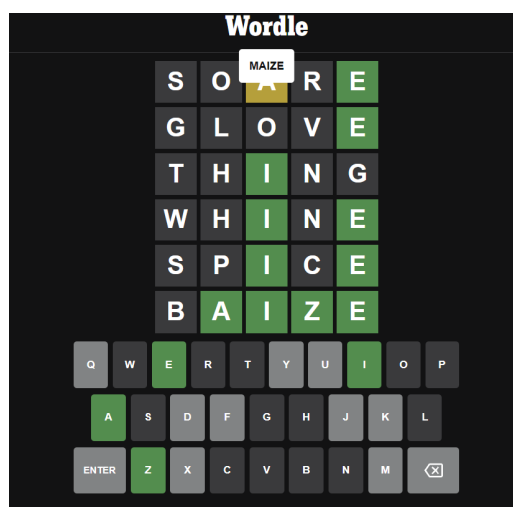 Wordle
MAIZE
S O A R E
G L O V E
T H I N G
W H I N E
S P I C E
B A I Z E
Q W E R T Y U I O P
A S D F G H J K L
ENTER Z X C V B N M